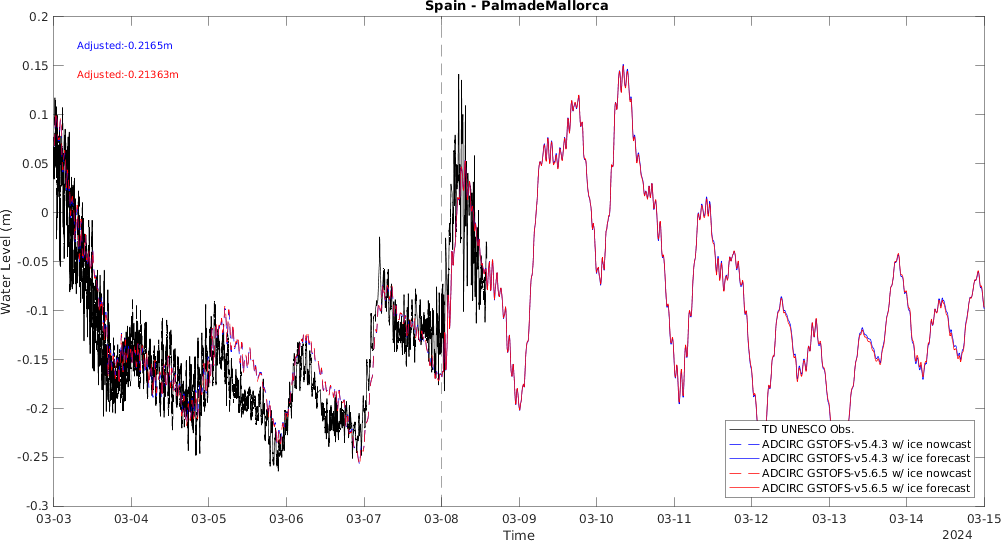 Spain - PalmadeMallorca
Adjusted:-0.2165m
Adjusted:-0.21363m
Water Level (m)
0.2
0.15
0.1
0.05
0
-0.05
-0.1
-0.15
-0.2
-0.25
-0.3
TD UNESCO Obs.
ADCIRC GSTOFS-v5.4.3 w/ ice nowcast
ADCIRC GSTOFS-v5.4.3 w/ ice forecast
ADCIRC GSTOFS-v5.6.5 w/ ice nowcast
ADCIRC GSTOFS-v5.6.5 w/ ice forecast
03-03 03-04 03-05 03-06 03-07 03-08 03-09 03-10 03-11 03-12 03-13 03-14 03-15
Time
2024